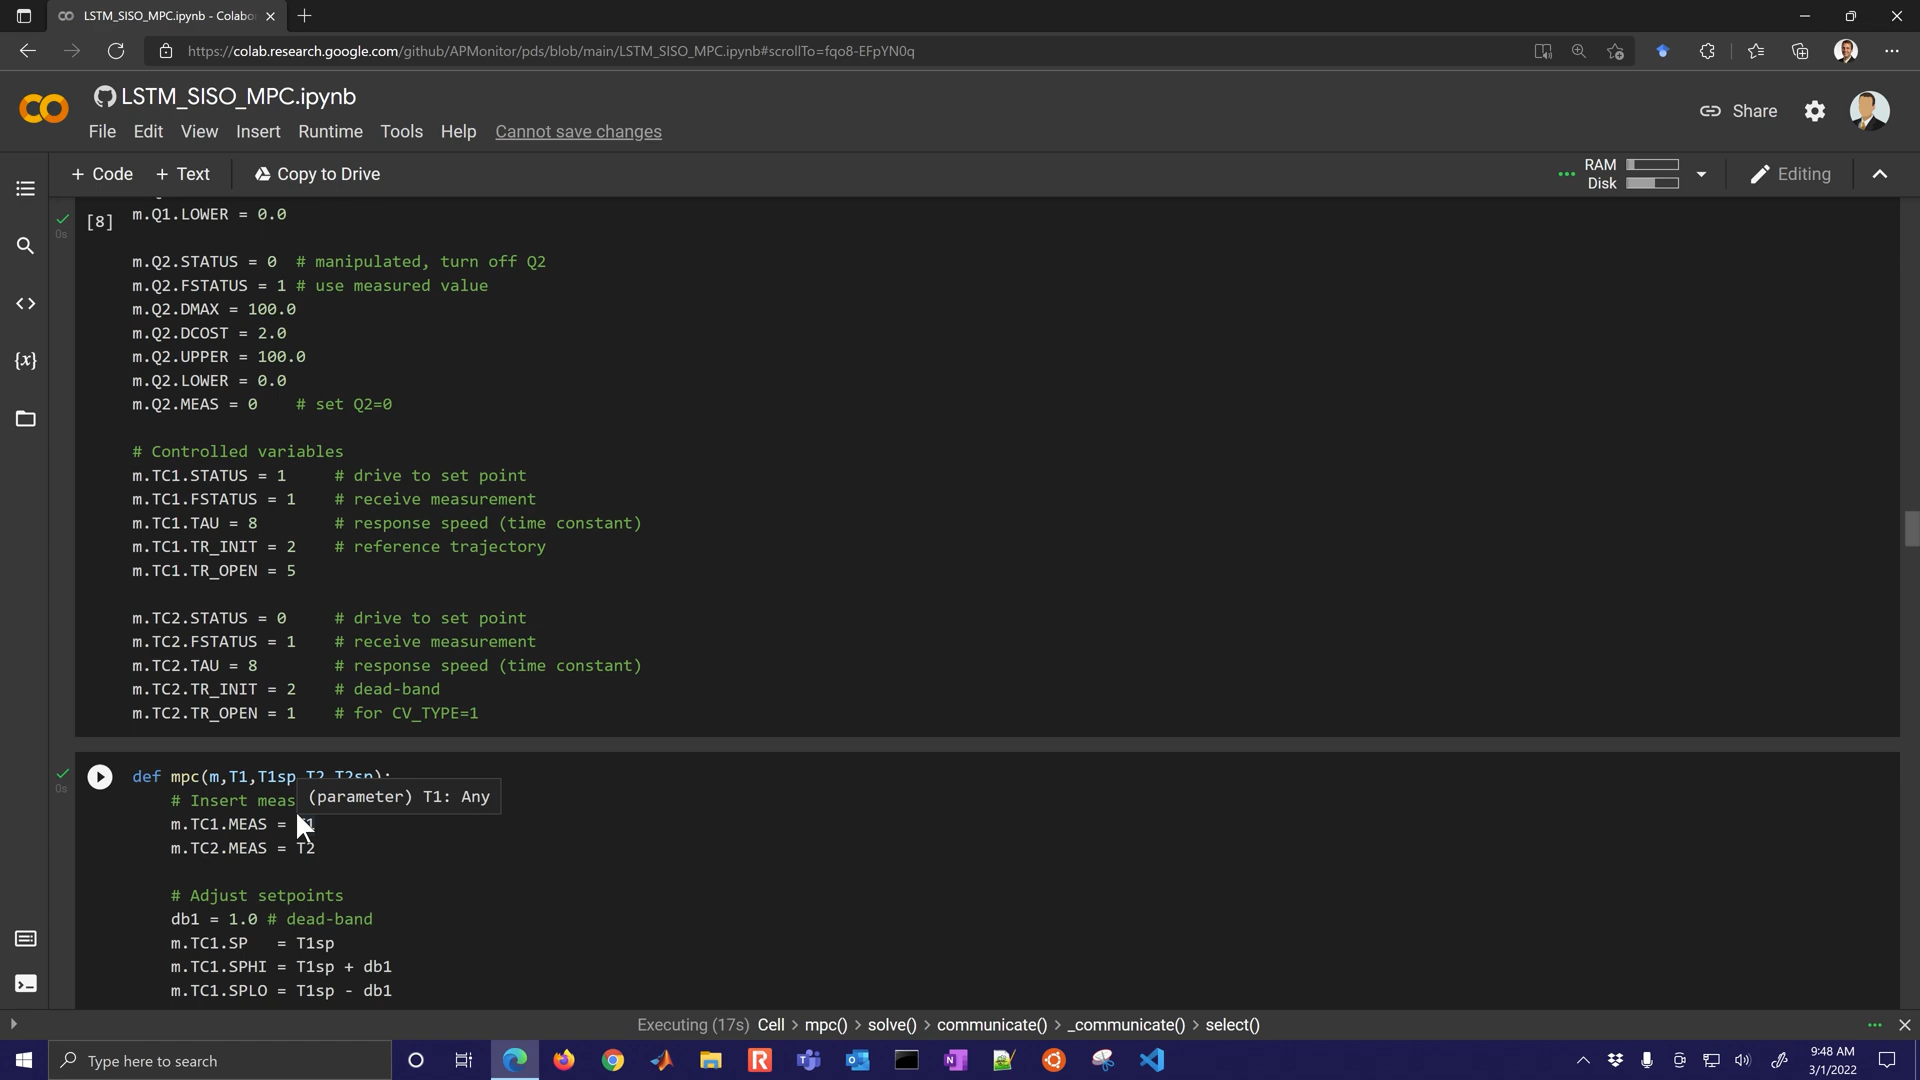 LSTM_SISO_MPC.ipynb - Colabo
https://colab.research.google.com/github/APMonitor/pds/blob/main/LSTM_SISO_MPC.ipynb#scrollTo=fqo8-EFpYN0q
LSTM_SISO_MPC.ipynb
Share
File Edit View Insert Runtime Tools Help Cannot save changes
+ Code + Text Copy to Drive
RAM
Disk
Editing
[8]
0s
m.Q1.LOWER = 0.0
m.Q2.STATUS = 0 # manipulated, turn off Q2
m.Q2.FSTATUS = 1 # use measured value
m.Q2.DMAX = 100.0
m.Q2.DCOST = 2.0
m.Q2.UPPER = 100.0
m.Q2.LOWER = 0.0
m.Q2.MEAS = 0 # set Q2=0
# Controlled variables
m.TC1.STATUS = 1 # drive to set point
m.TC1.FSTATUS = 1 # receive measurement
m.TC1.TAU = 8 # response speed (time constant)
m.TC1.TR_INIT = 2 # reference trajectory
m.TC1.TR_OPEN = 5
m.TC2.STATUS = 0 # drive to set point
m.TC2.FSTATUS = 1 # receive measurement
m.TC2.TAU = 8 # response speed (time constant)
m.TC2.TR_INIT = 2 # dead-band
m.TC2.TR_OPEN = 1 # for CV_TYPE=1
0s
def mpc(m,T1,T1sp,T2,T2sp):
# Insert meas
(parameter) T1: Any
m.TC1.MEAS = T1
m.TC2.MEAS = T2
# Adjust setpoints
db1 = 1.0 # dead-band
m.TC1.SP = T1sp
m.TC1.SPHI = T1sp + db1
m.TC1.SPLO = T1sp - db1
Executing (17s) Cell > mpc() > solve() > communicate() > _communicate() > select()
Type here to search
9:48 AM
3/1/2022